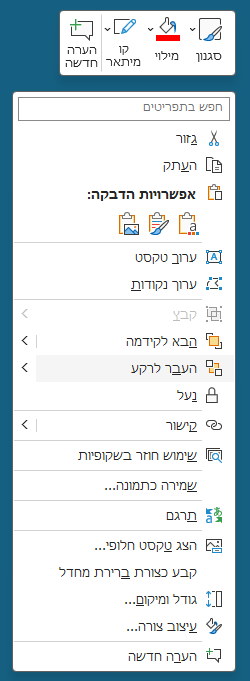 סגנון
מילוי
קו מיתאר
הערה חדשה
חפש בתפריטים
גזור
העתק
אפשרויות הדבקה:
ערוך טקסט
ערוך נקודות
קבץ
הבא לקידמה
העבר לרקע
נעל
קישור
שימוש חוזר בשקופיות
שמירה כתמונה...
תרגם
הצג טקסט חלופי...
קבע כצורת ברירת מחדל
גודל ומיקום...
עיצוב צורה...
הערה חדשה